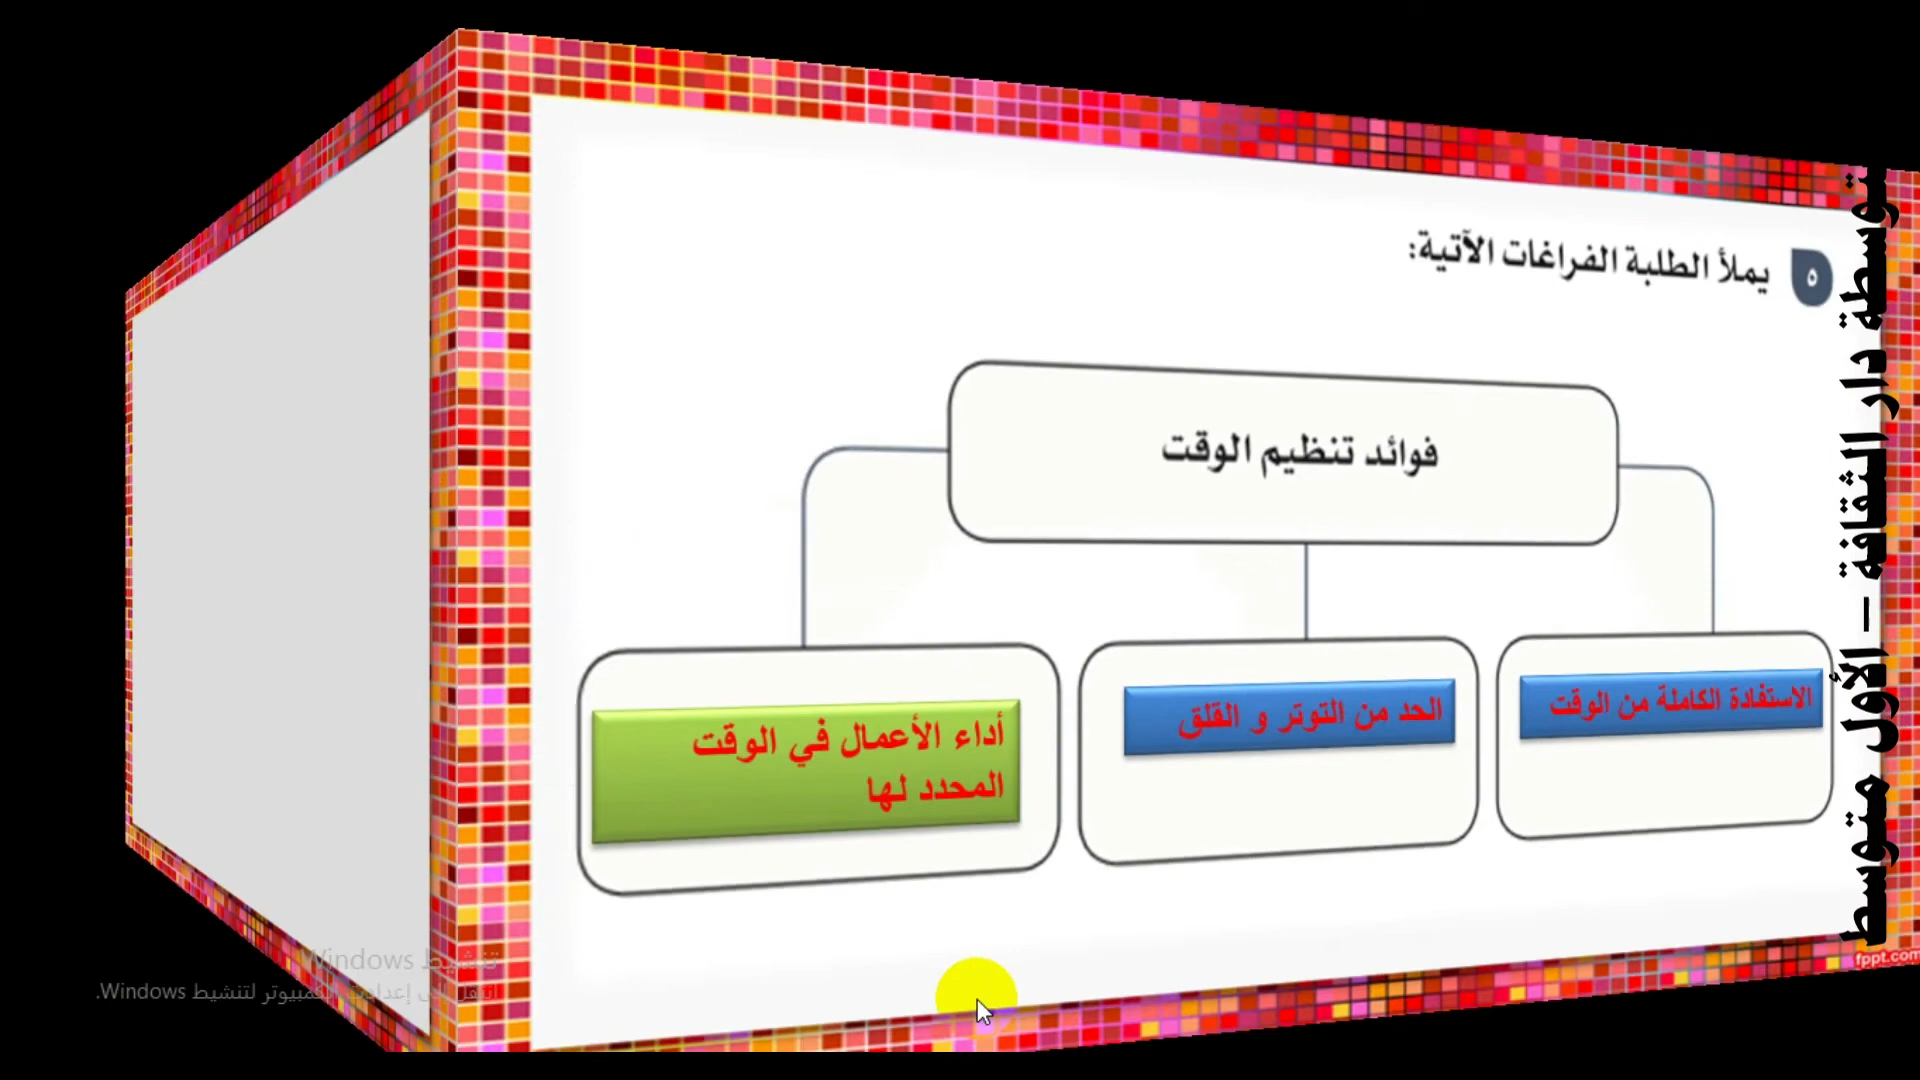 ٥ يملأ الطلبة الفراغات الآتية:
فوائد تنظيم الوقت
الاستفادة الكاملة من الوقت
الحد من التوتر و القلق
أداء الأعمال في الوقت
المحدد لها
توسطة دار الثقافة – الأول متوسط
fppt.com
تنشيط Windows
انتقل إلى إعدادات الكمبيوتر لتنشيط Windows.